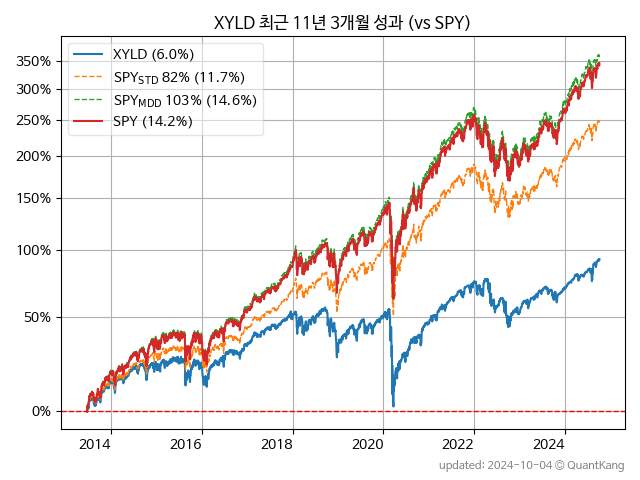 XYLD 최근 11년 3개월 성과 (vs SPY)
XYLD (6.0%)
SPYSTD 82% (11.7%)
SPYMDD 103% (14.6%)
SPY (14.2%)
350%
300%
250%
200%
150%
100%
50%
0%
2014 2016 2018 2020 2022 2024
updated: 2024-10-04 © QuantKang